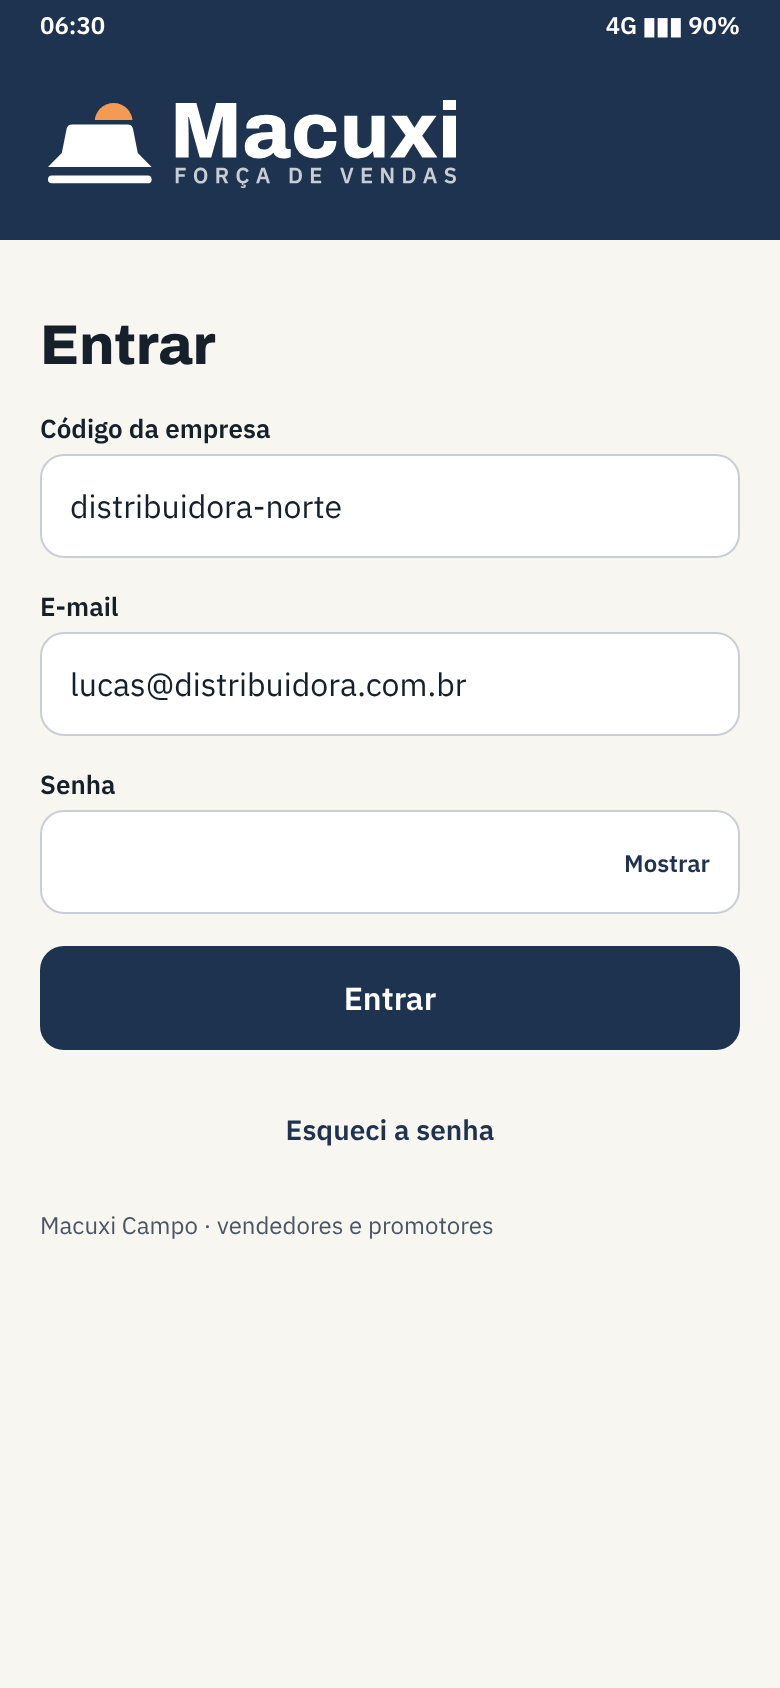 06:30
4G 90%
Macuxi
FORÇA DE VENDAS
Entrar
Código da empresa
distribuidora-norte
E-mail
lucas@distribuidora.com.br
Senha
Mostrar
Entrar
Esqueci a senha
Macuxi Campo · vendedores e promotores